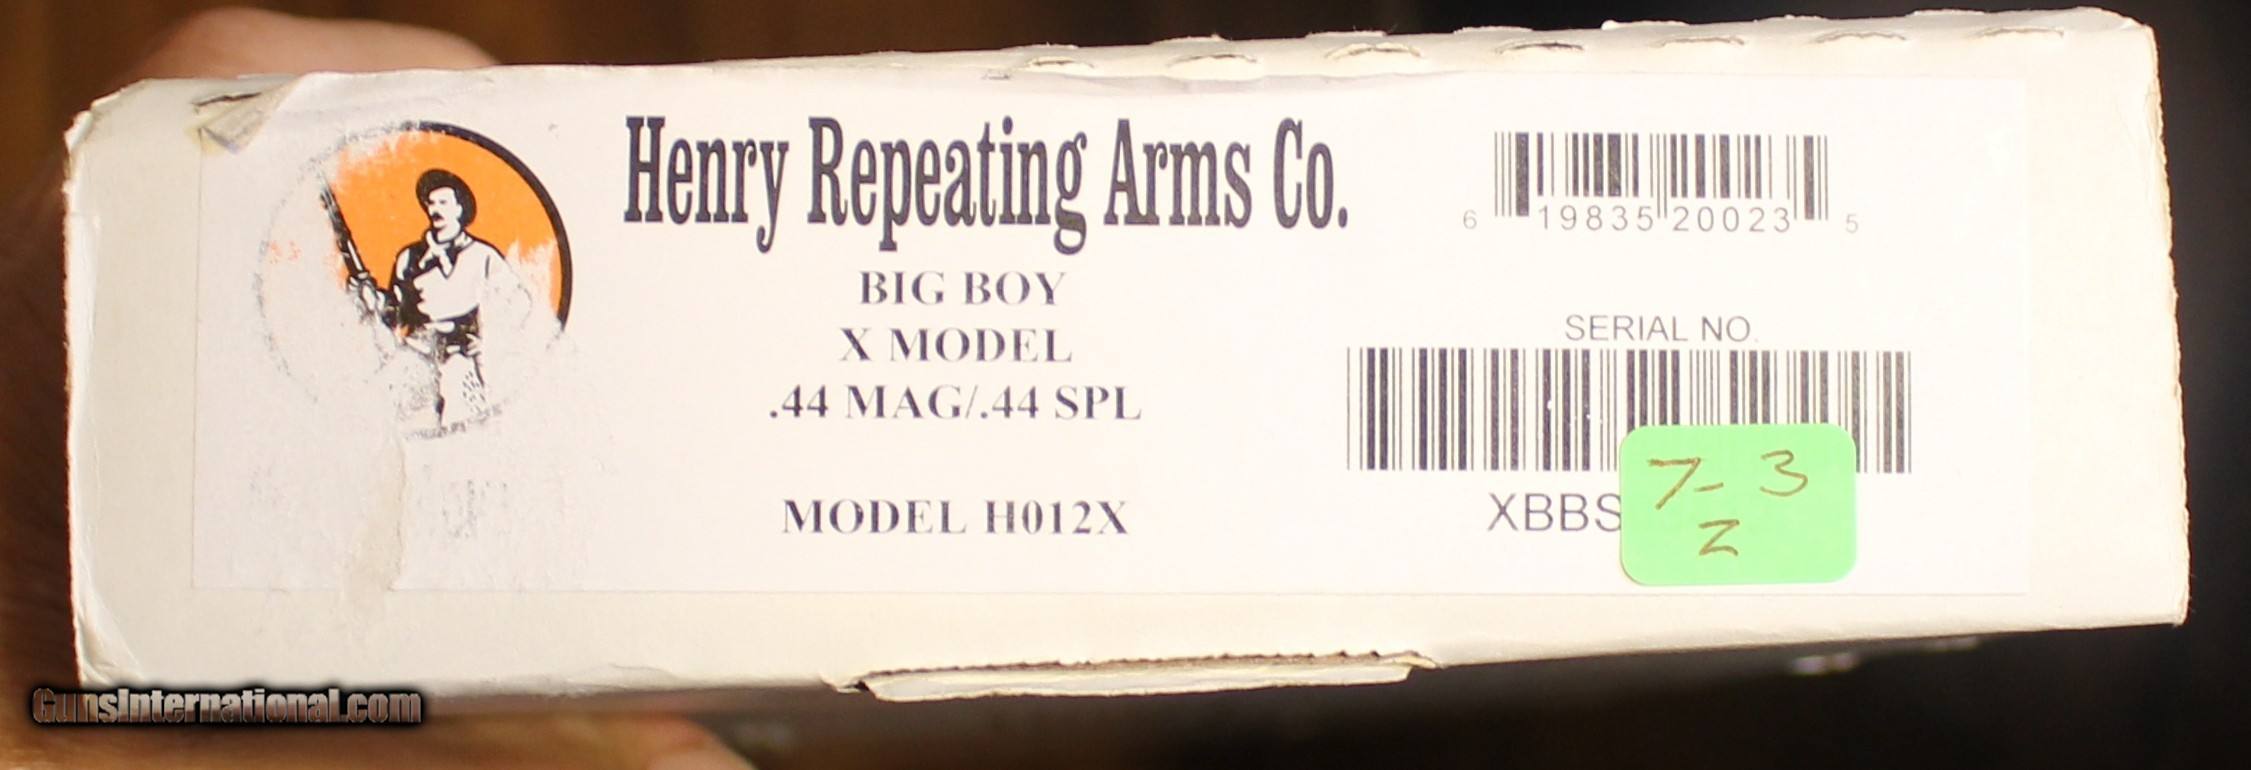 Henry Repeating Arms Co.
BIG BOY
X MODEL
.44 MAG/.44 SPL
MODEL H012X
6 19835 20023 5
SERIAL NO.
XBBS
7-3
Z
GunsInternational.com